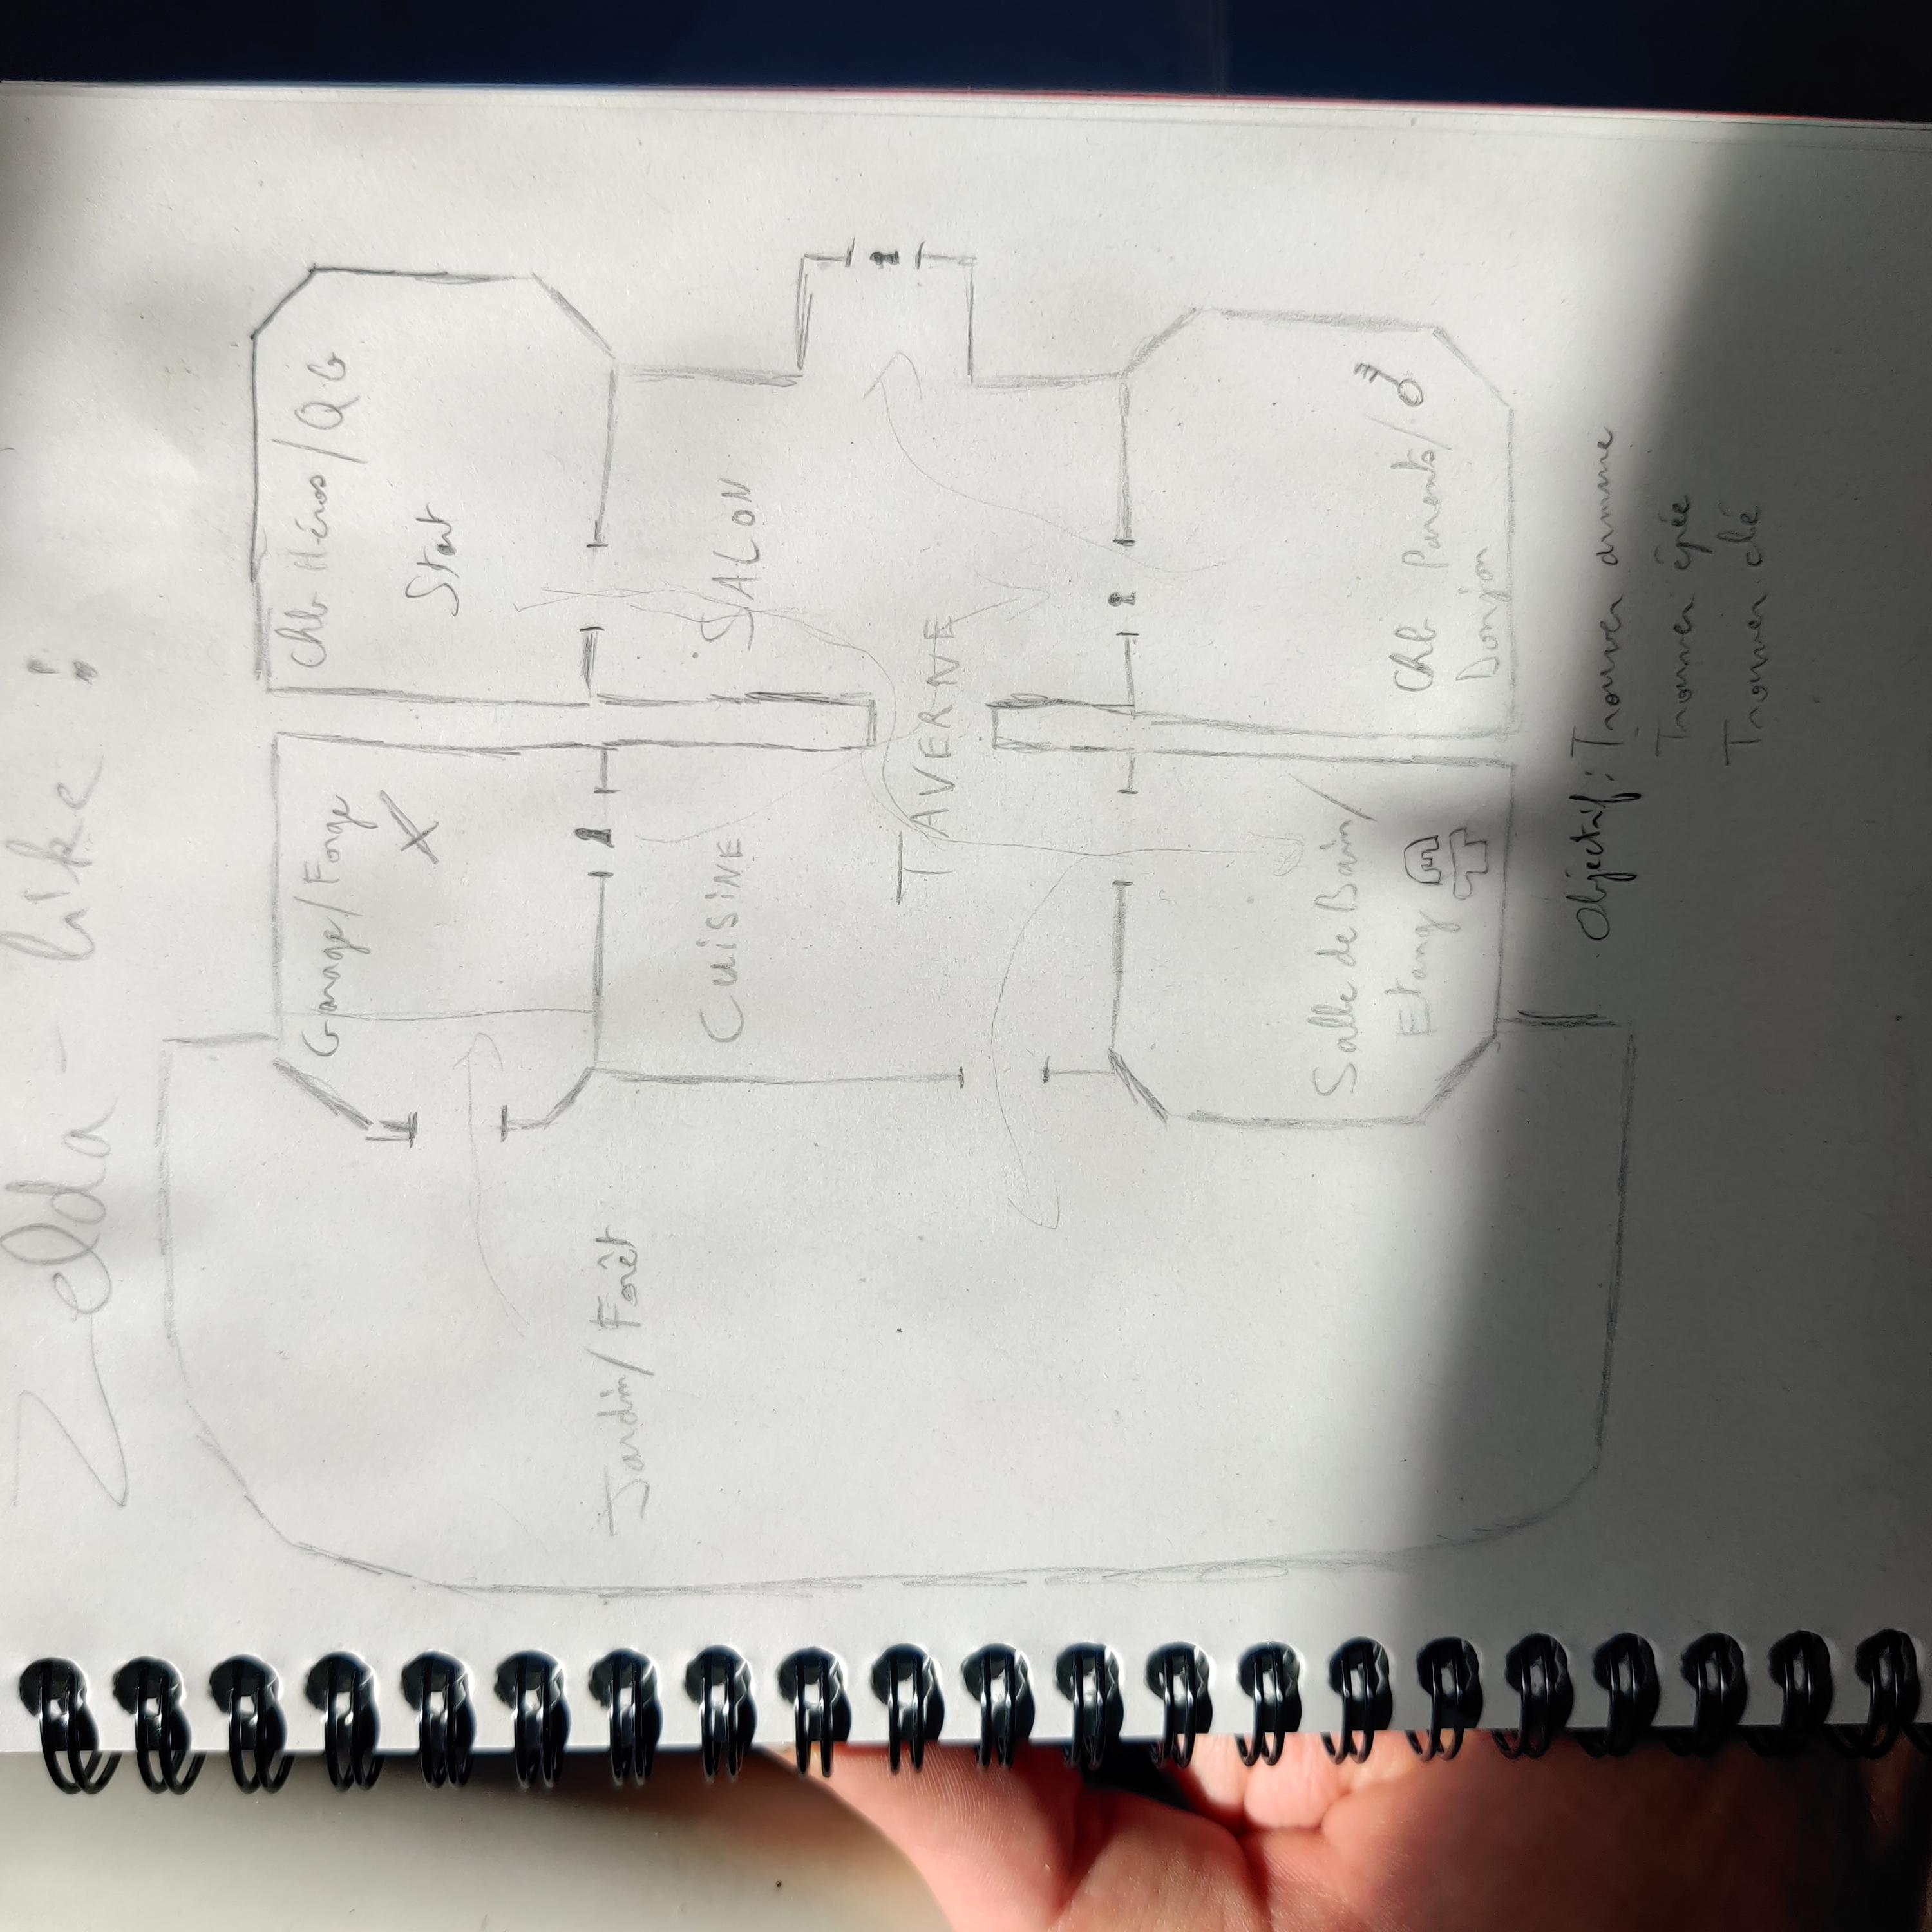 Zelda-like :
Garage/Forge
Chb Héros/QG
Start
Jardin/Forêt
CUISINE
SALON
TAVERNE
Salle de Bain/
Etang
Chb Parents/
Donjon
Objectif: Trouver armure
Trouver épée
Trouver clé